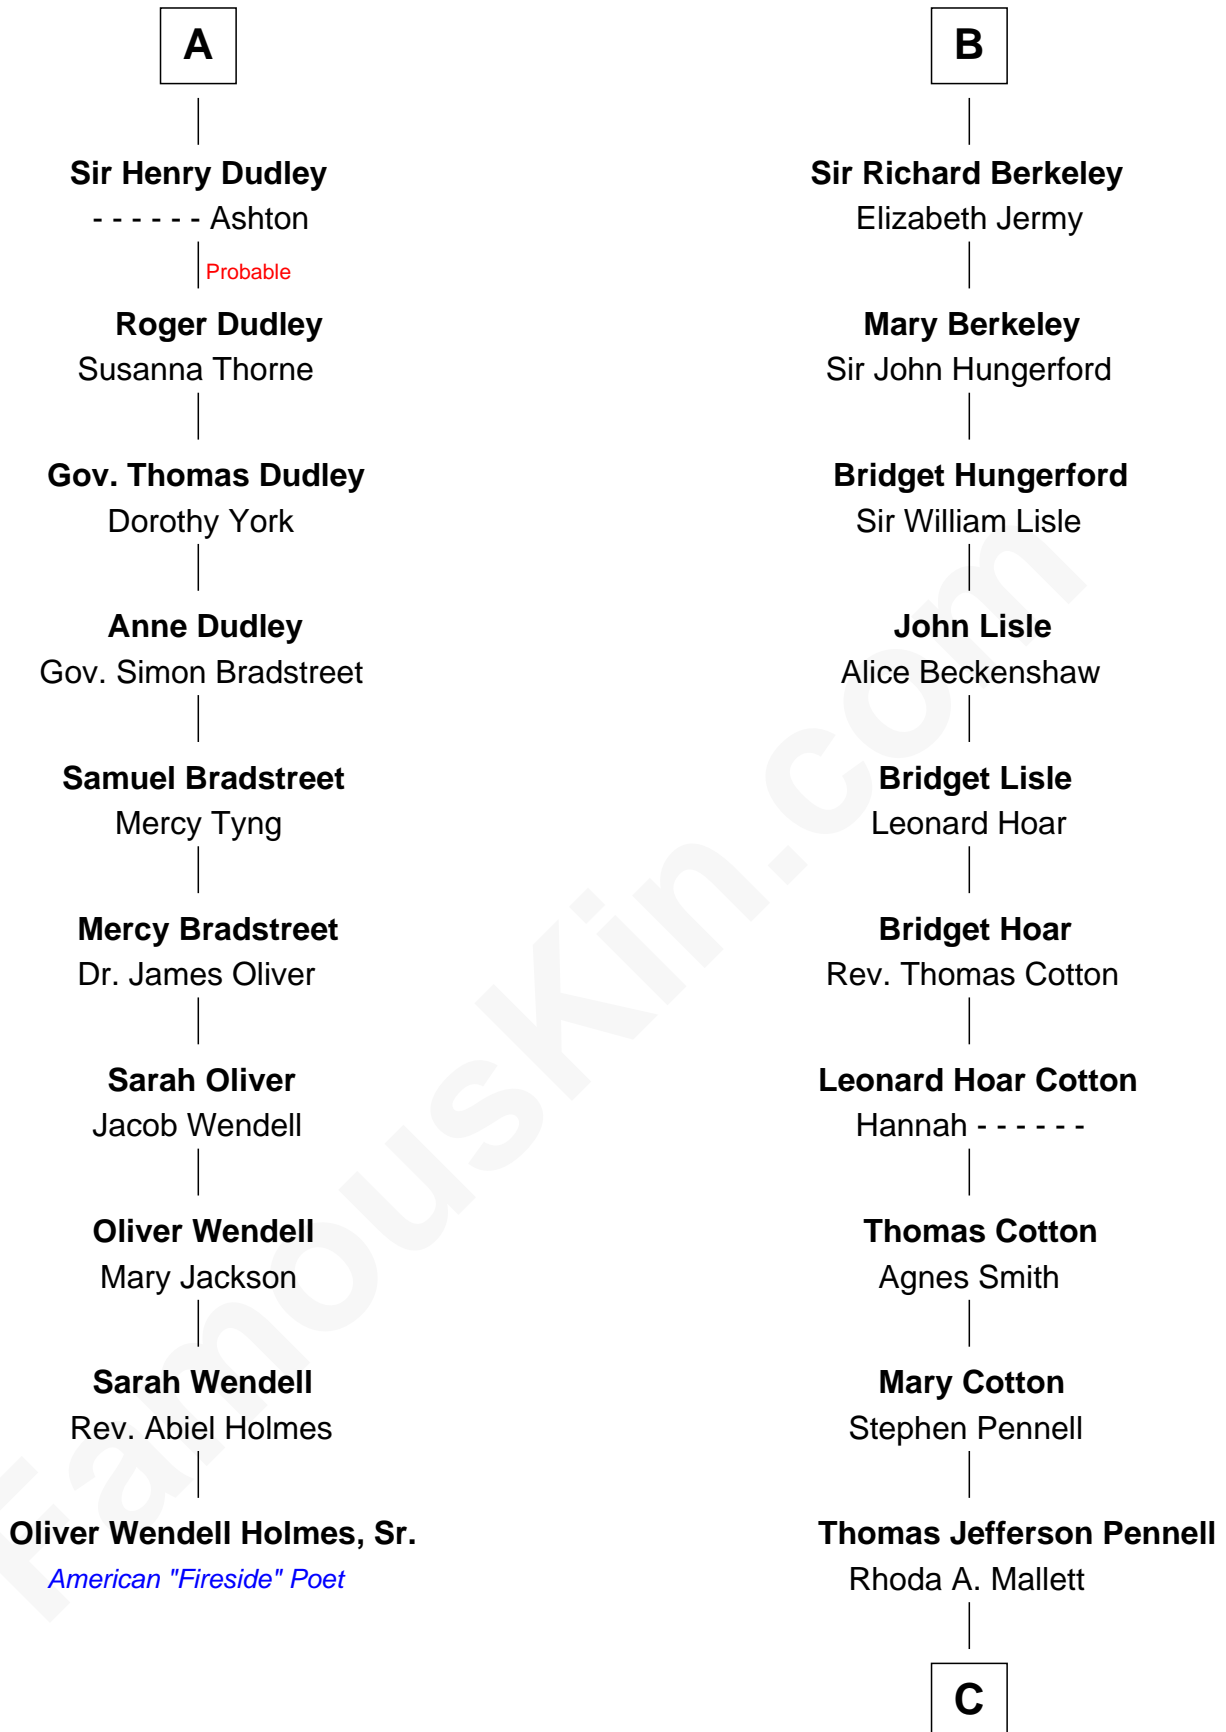 A
Sir Henry Dudley
- - - - - - Ashton
Probable
Roger Dudley
Susanna Thorne
Gov. Thomas Dudley
Dorothy York
Anne Dudley
Gov. Simon Bradstreet
Samuel Bradstreet
Mercy Tyng
Mercy Bradstreet
Dr. James Oliver
Sarah Oliver
Jacob Wendell
Oliver Wendell
Mary Jackson
Sarah Wendell
Rev. Abiel Holmes
Oliver Wendell Holmes, Sr.
American "Fireside" Poet
B
Sir Richard Berkeley
Elizabeth Jermy
Mary Berkeley
Sir John Hungerford
Bridget Hungerford
Sir William Lisle
John Lisle
Alice Beckenshaw
Bridget Lisle
Leonard Hoar
Bridget Hoar
Rev. Thomas Cotton
Leonard Hoar Cotton
Hannah - - - - - -
Thomas Cotton
Agnes Smith
Mary Cotton
Stephen Pennell
Thomas Jefferson Pennell
Rhoda A. Mallett
C
FamousKin.com